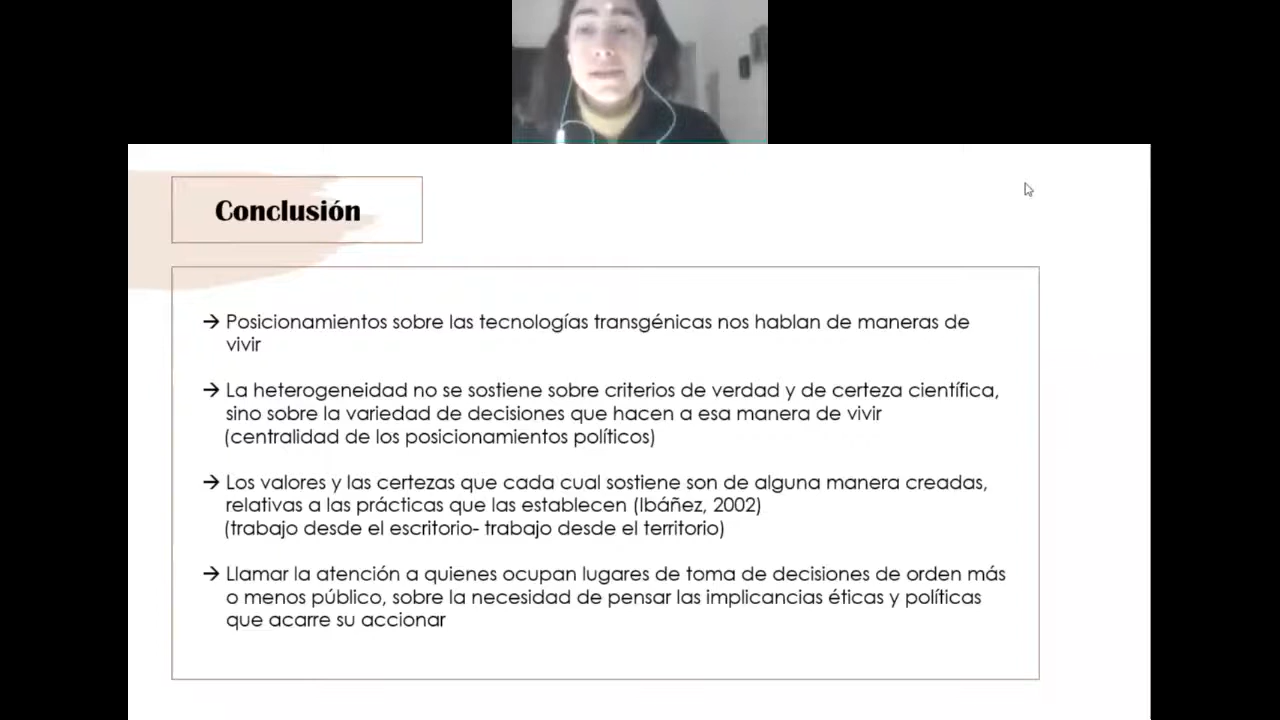 Conclusión
→ Posicionamientos sobre las tecnologías transgénicas nos hablan de maneras de
vivir
→ La heterogeneidad no se sostiene sobre criterios de verdad y de certeza científica,
sino sobre la variedad de decisiones que hacen a esa manera de vivir
(centralidad de los posicionamientos políticos)
→ Los valores y las certezas que cada cual sostiene son de alguna manera creadas,
relativas a las prácticas que las establecen (Ibáñez, 2002)
(trabajo desde el escritorio- trabajo desde el territorio)
→ Llamar la atención a quienes ocupan lugares de toma de decisiones de orden más
o menos público, sobre la necesidad de pensar las implicancias éticas y políticas
que acarre su accionar